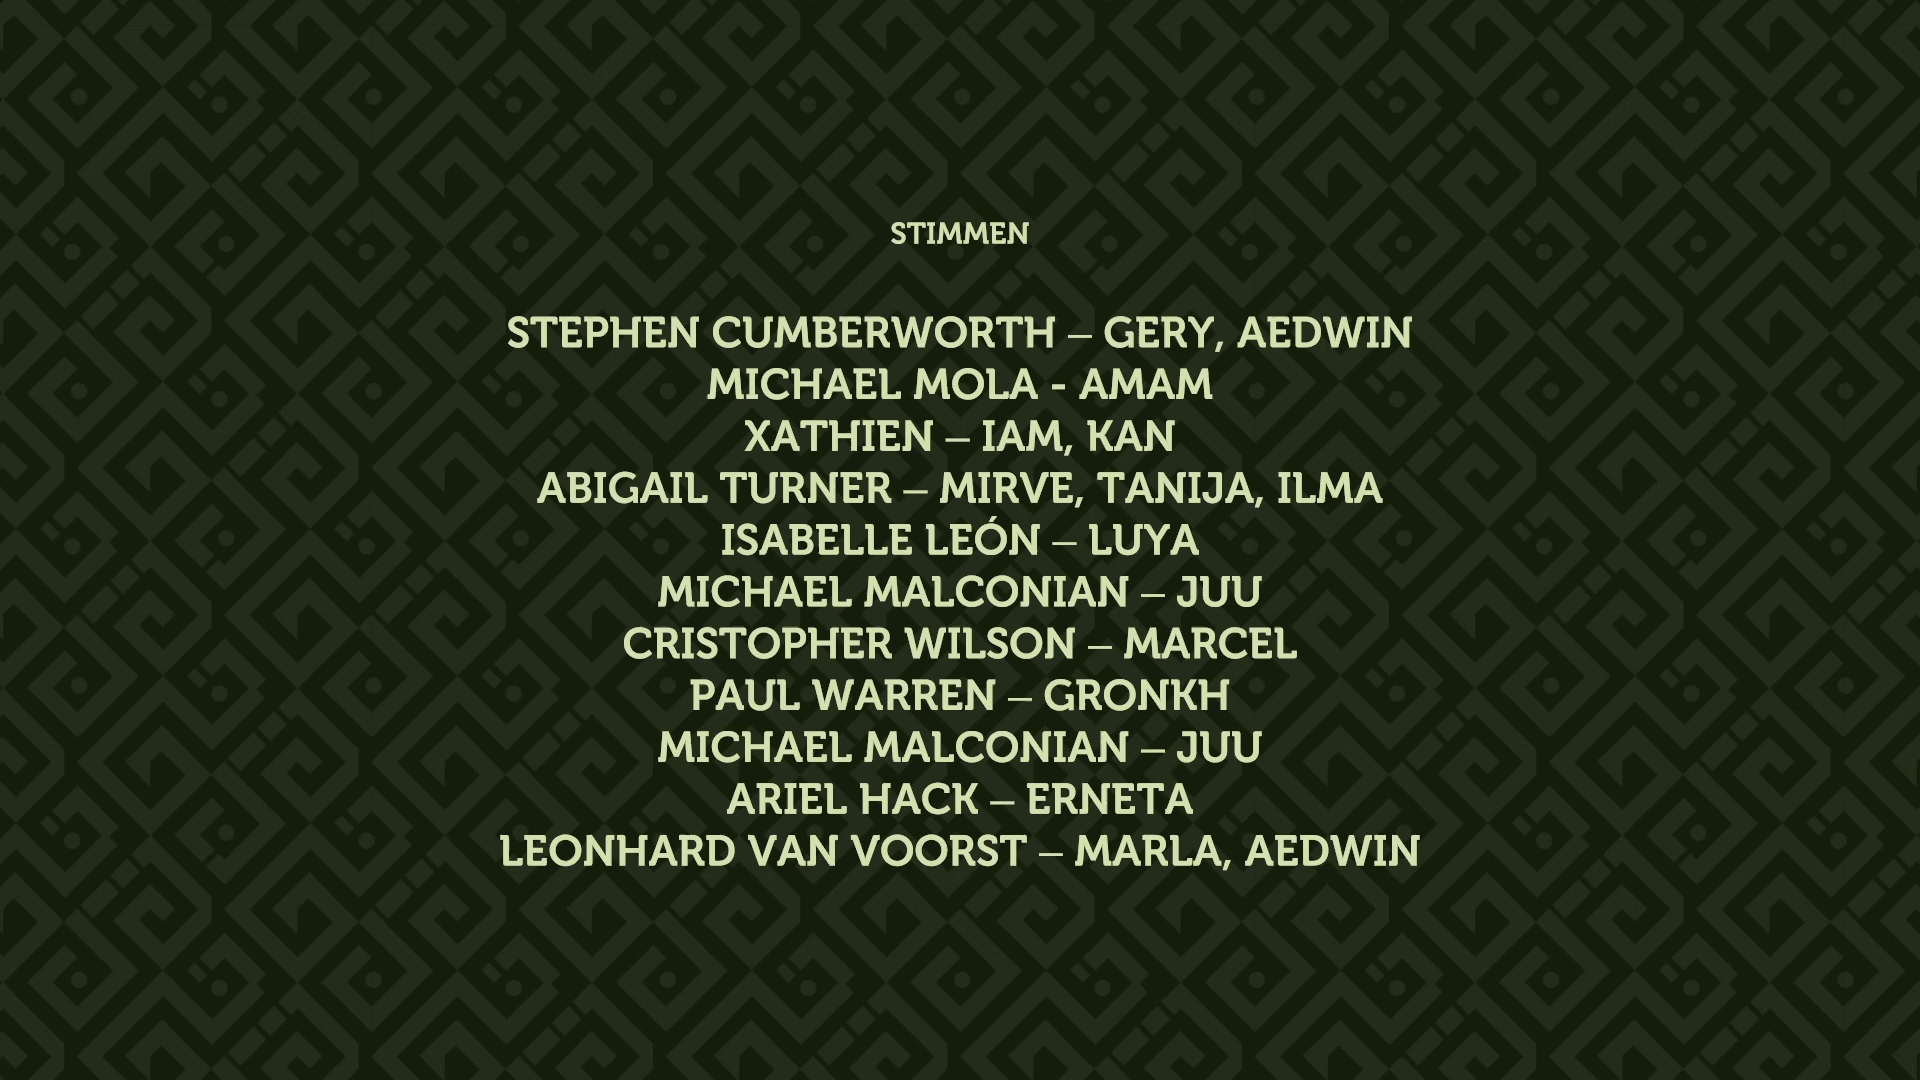 STIMMEN
STEPHEN CUMBERWORTH – GERY, AEDWIN
MICHAEL MOLA - AMAM
XATHIEN – IAM, KAN
ABIGAIL TURNER – MIRVE, TANIJA, ILMA
ISABELLE LEÓN – LUYA
MICHAEL MALCONIAN – JUU
CRISTOPHER WILSON – MARCEL
PAUL WARREN – GRONKH
MICHAEL MALCONIAN – JUU
ARIEL HACK – ERNETA
LEONHARD VAN VOORST – MARLA, AEDWIN